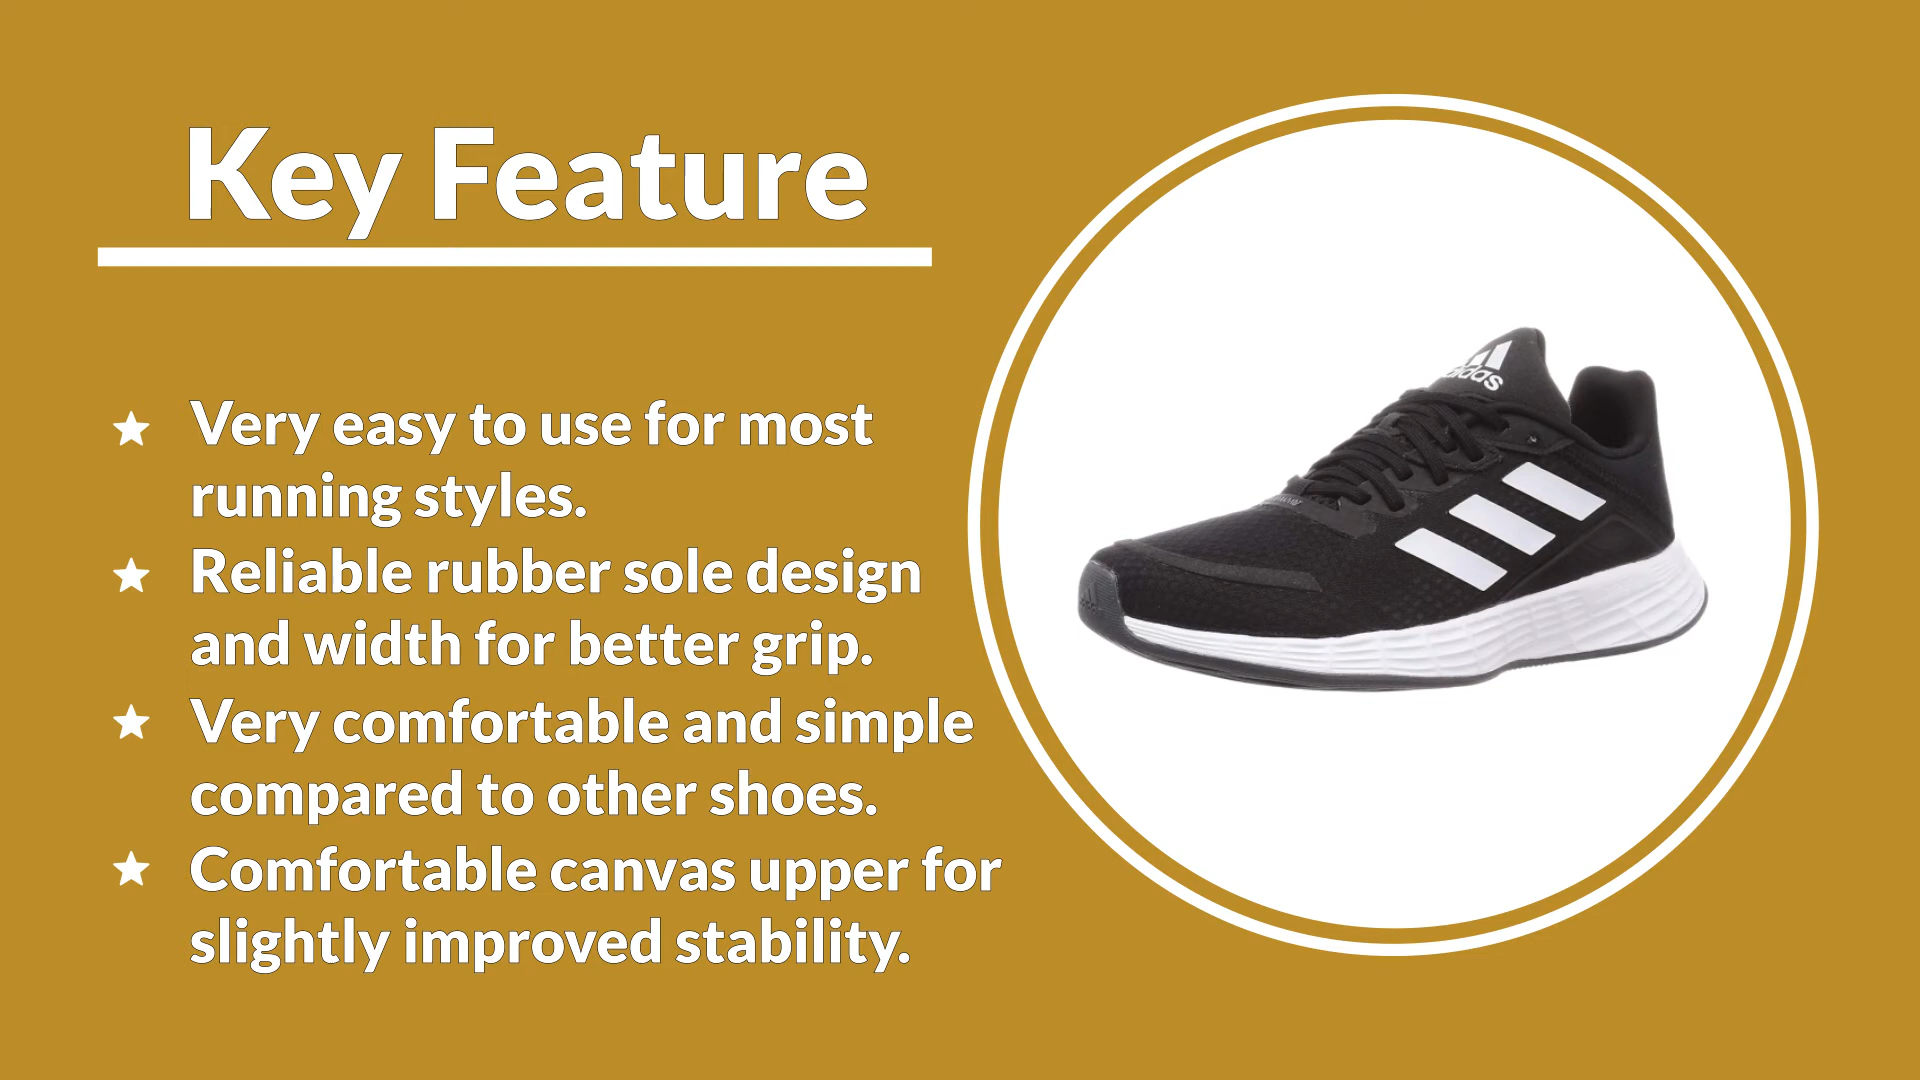 Key Feature
Very easy to use for most
running styles.
Reliable rubber sole design
and width for better grip.
Very comfortable and simple
compared to other shoes.
Comfortable canvas upper for
slightly improved stability.
adidas